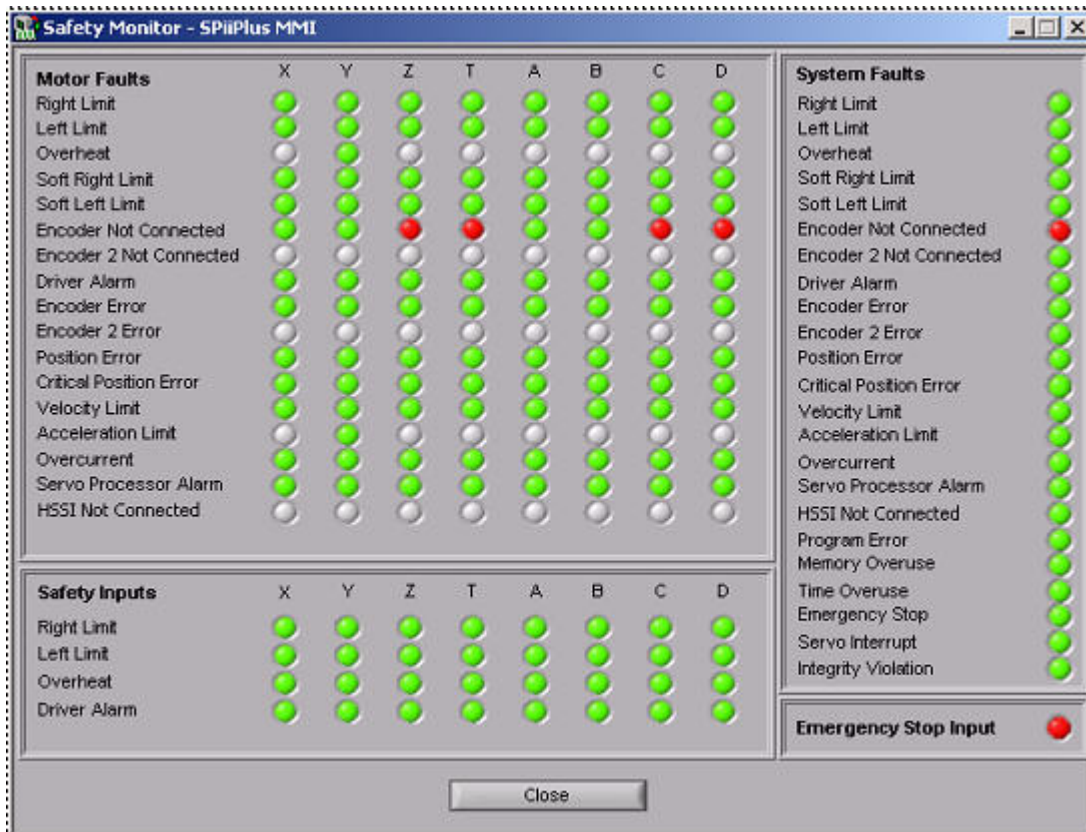 Safety Monitor - SPiiPlus MMI
Motor Faults X Y Z T A B C D
Right Limit
Left Limit
Overheat
Soft Right Limit
Soft Left Limit
Encoder Not Connected
Encoder 2 Not Connected
Driver Alarm
Encoder Error
Encoder 2 Error
Position Error
Critical Position Error
Velocity Limit
Acceleration Limit
Overcurrent
Servo Processor Alarm
HSSI Not Connected
Safety Inputs X Y Z T A B C D
Right Limit
Left Limit
Overheat
Driver Alarm
System Faults
Right Limit
Left Limit
Overheat
Soft Right Limit
Soft Left Limit
Encoder Not Connected
Encoder 2 Not Connected
Driver Alarm
Encoder Error
Encoder 2 Error
Position Error
Critical Position Error
Velocity Limit
Acceleration Limit
Overcurrent
Servo Processor Alarm
HSSI Not Connected
Program Error
Memory Overuse
Time Overuse
Emergency Stop
Servo Interrupt
Integrity Violation
Emergency Stop Input
Close